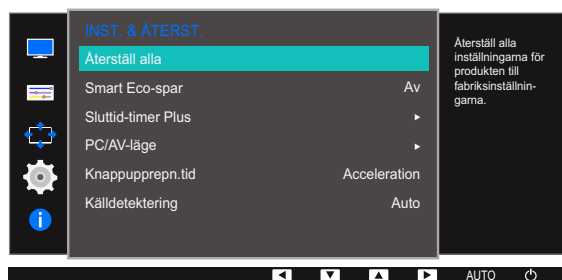 INST. & ÅTERST.
Återställ alla
Smart Eco-spar Av
Sluttid-timer Plus
PC/AV-läge
Knappupprepn.tid Acceleration
Källdetektering Auto
Återställ alla
inställningarna för
produkten till
fabriksinställnin-
garna.
AUTO